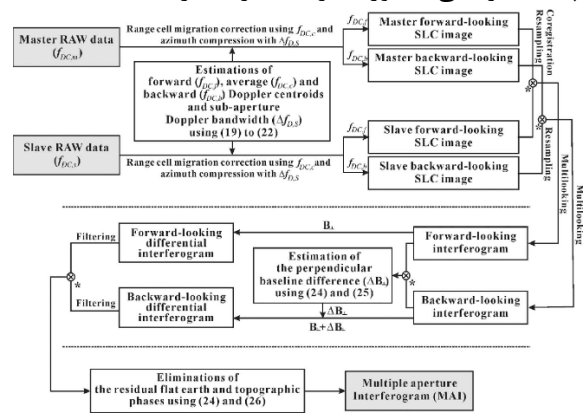 Master RAW data
(f_DC,m)
Range cell migration correction using f_DC,c and
azimuth compression with Δf_D,S
f_DC,f
Master forward-looking
SLC image
f_DC,b
Master backward-looking
SLC image
Coregistration
Resampling
Estimations of
forward (f_DC,f), average (f_DC,c) and
backward (f_DC,b) Doppler centroids
and sub-aperture
Doppler bandwidth (Δf_D,S)
using (19) to (22)
*
*
Slave RAW data
(f_DC,s)
Range cell migration correction using f_DC,c and
azimuth compression with Δf_D,S
f_DC,f
Slave forward-looking
SLC image
f_DC,b
Slave backward-looking
SLC image
Resampling
Multilooking
Multilooking
Filtering
Forward-looking
differential
interferogram
B⊥
Forward-looking
interferogram
*
Estimation of
the perpendicular
baseline difference (ΔB⊥)
using (24) and (25)
*
Filtering
Backward-looking
differential
interferogram
ΔB⊥
B⊥+ΔB⊥
Backward-looking
interferogram
Eliminations of
the residual flat earth and topographic
phases using (24) and (26)
Multiple aperture
Interferogram (MAI)